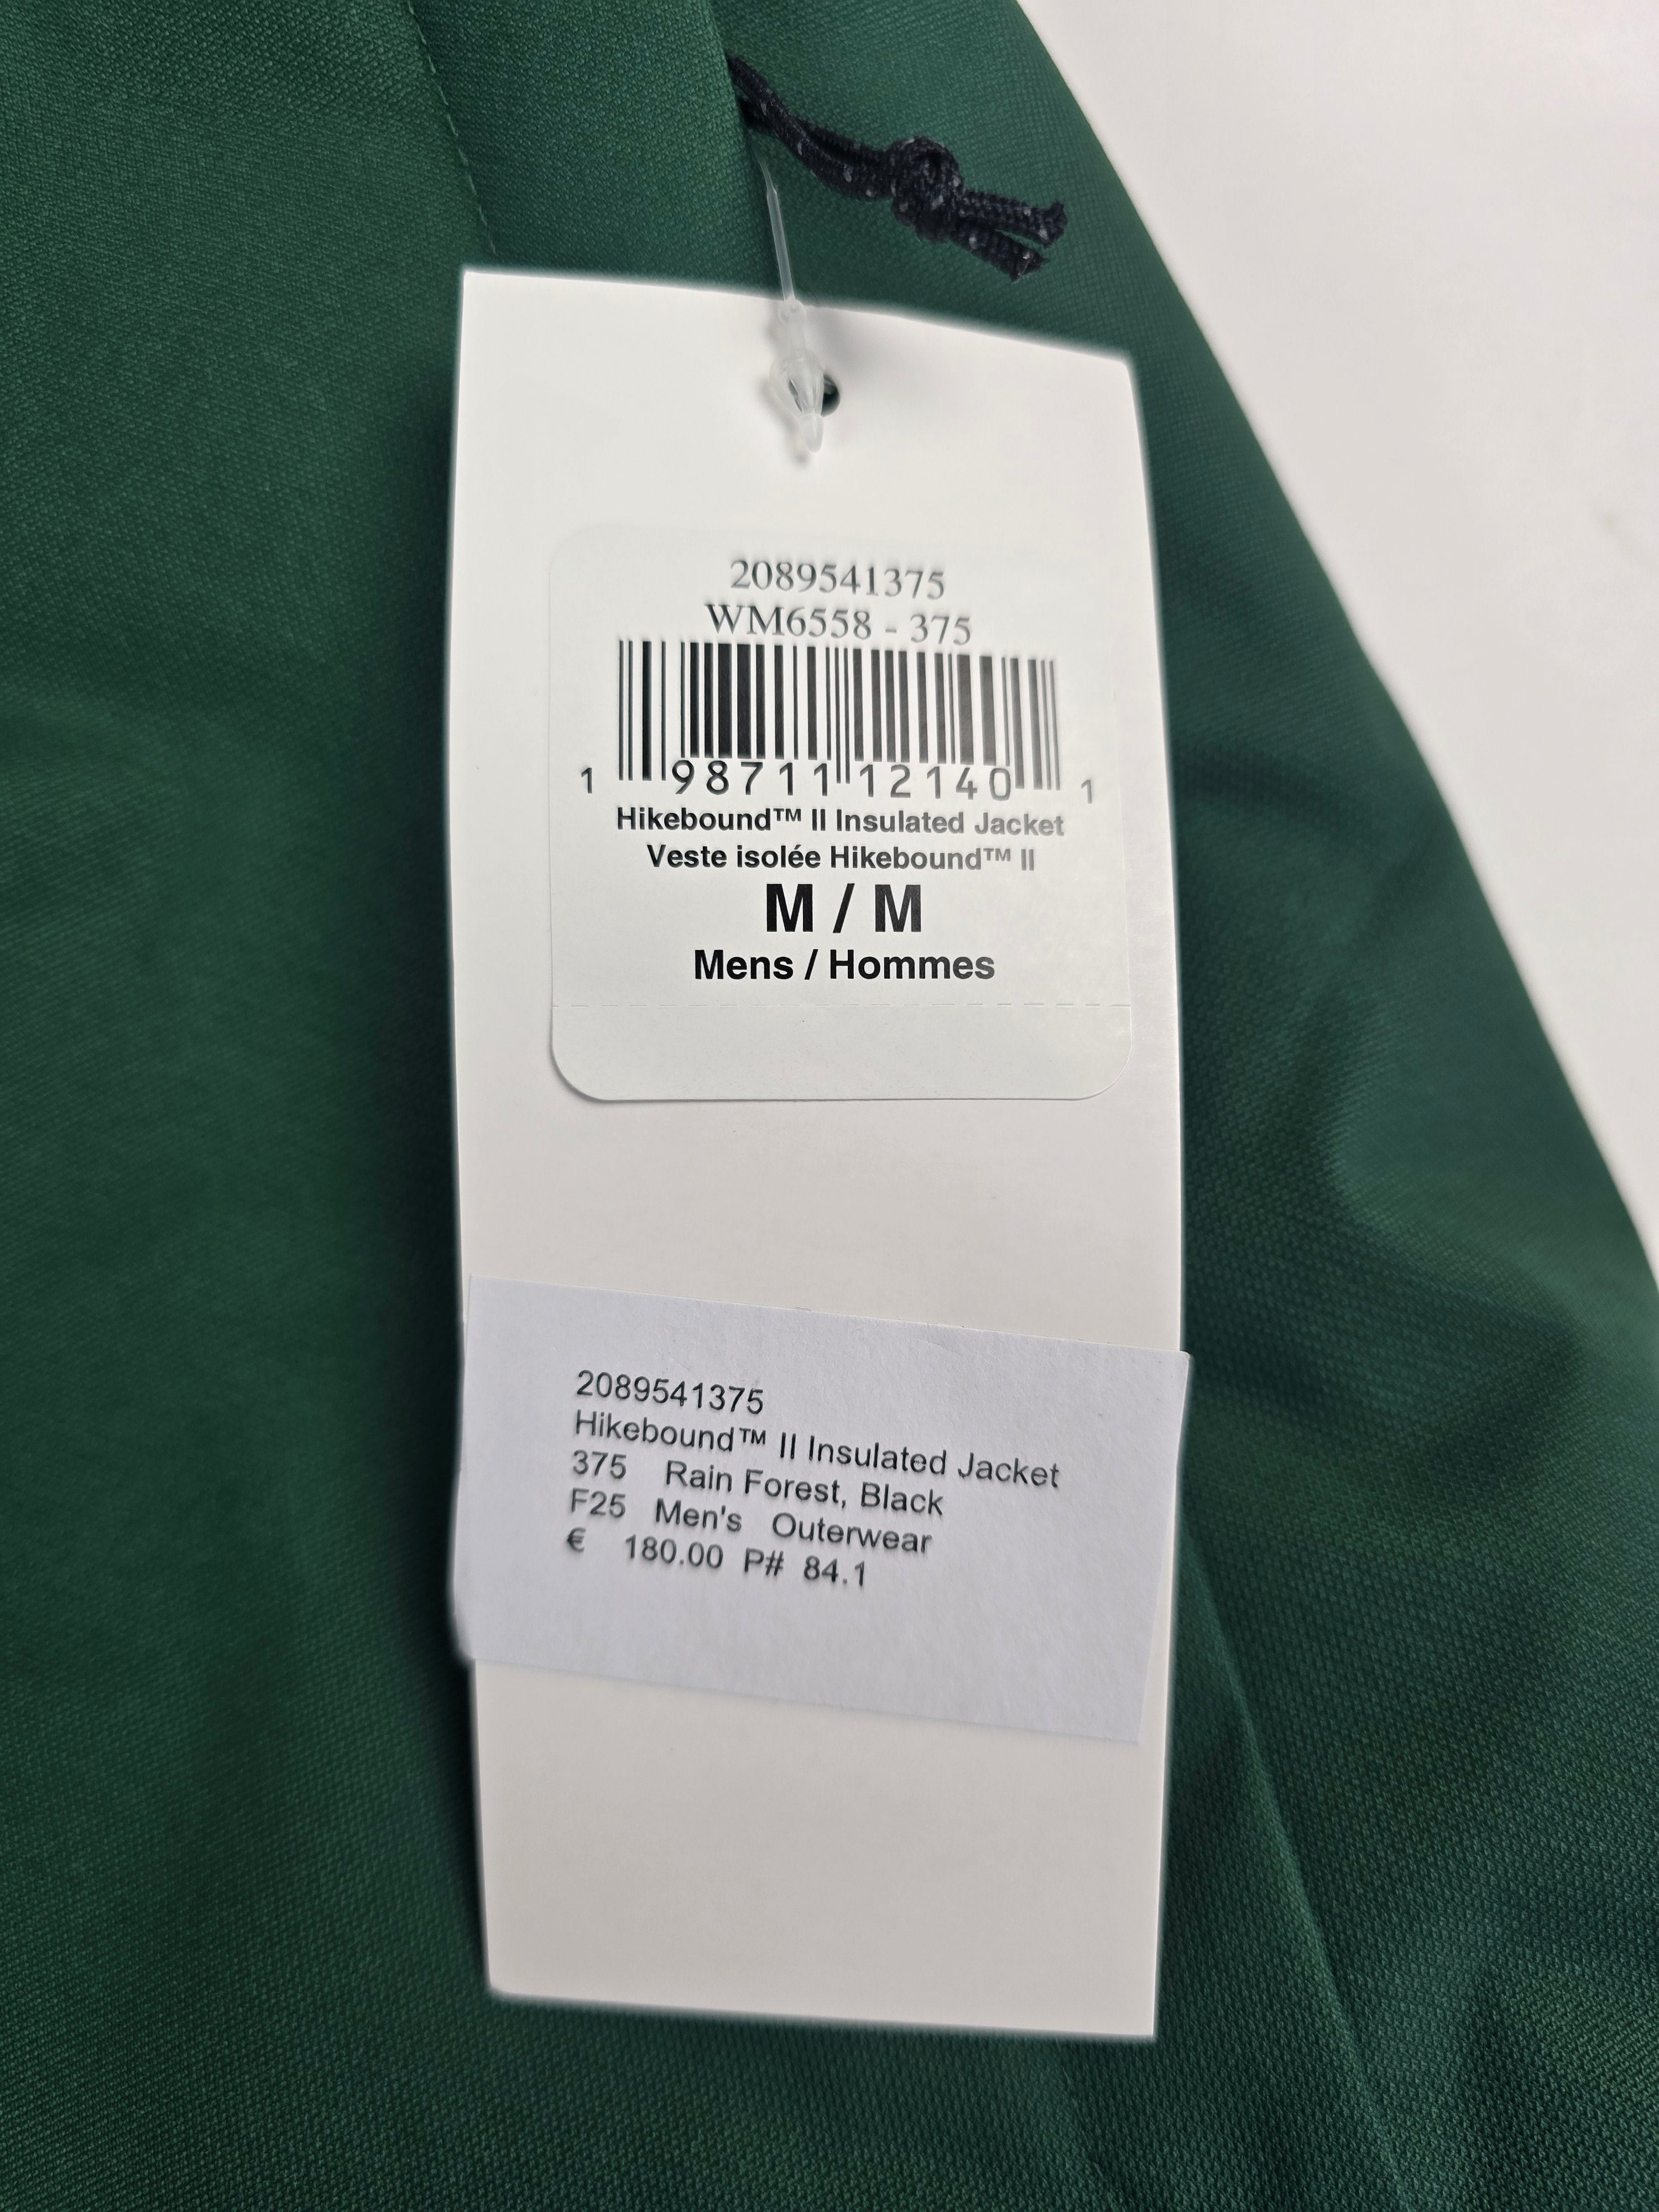 2089541375
WM6558 - 375
1 98711 12140 1
Hikebound™ II Insulated Jacket
Veste isolée Hikebound™ II
M / M
Mens / Hommes
2089541375
Hikebound™ II Insulated Jacket
375 Rain Forest, Black
F25 Men's Outerwear
€ 180.00 P# 84.1